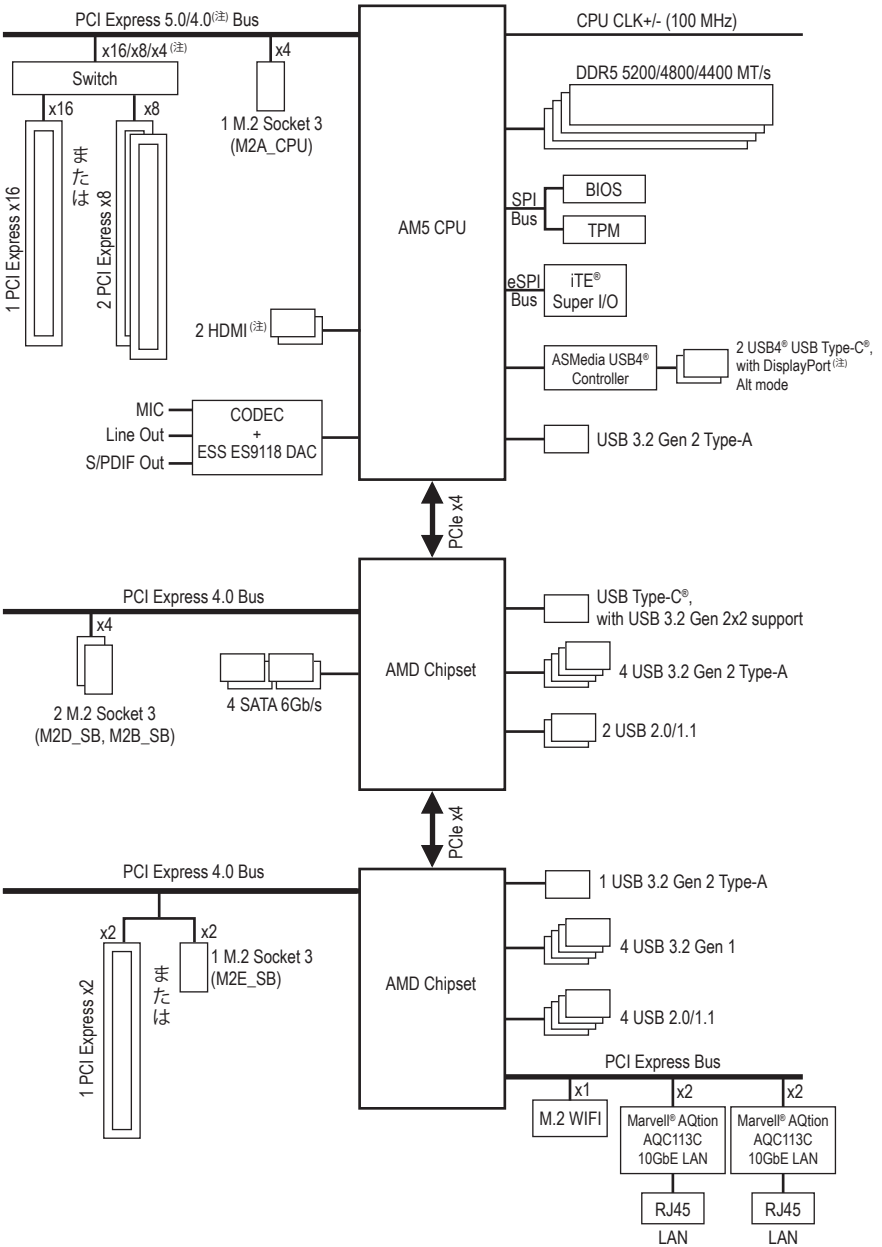 PCI Express 5.0/4.0(注) Bus
CPU CLK+/- (100 MHz)
x16/x8/x4 (注)
x4
Switch
DDR5 5200/4800/4400 MT/s
x16
x8
1 M.2 Socket 3
(M2A_CPU)
1 PCI Express x16
または
2 PCI Express x8
AM5 CPU
SPI
Bus
BIOS
TPM
eSPI
Bus
iTE®
Super I/O
2 HDMI (注)
ASMedia USB4®
Controller
2 USB4® USB Type-C®,
with DisplayPort (注)
Alt mode
MIC
Line Out
S/PDIF Out
CODEC
+
ESS ES9118 DAC
USB 3.2 Gen 2 Type-A
PCIe x4
PCI Express 4.0 Bus
x4
2 M.2 Socket 3
(M2D_SB, M2B_SB)
4 SATA 6Gb/s
AMD Chipset
USB Type-C®,
with USB 3.2 Gen 2x2 support
4 USB 3.2 Gen 2 Type-A
2 USB 2.0/1.1
PCIe x4
PCI Express 4.0 Bus
x2
x2
1 PCI Express x2
または
1 M.2 Socket 3
(M2E_SB)
AMD Chipset
1 USB 3.2 Gen 2 Type-A
4 USB 3.2 Gen 1
4 USB 2.0/1.1
PCI Express Bus
x1
x2
x2
M.2 WIFI
Marvell® AQtion
AQC113C
10GbE LAN
Marvell® AQtion
AQC113C
10GbE LAN
RJ45
RJ45
LAN
LAN